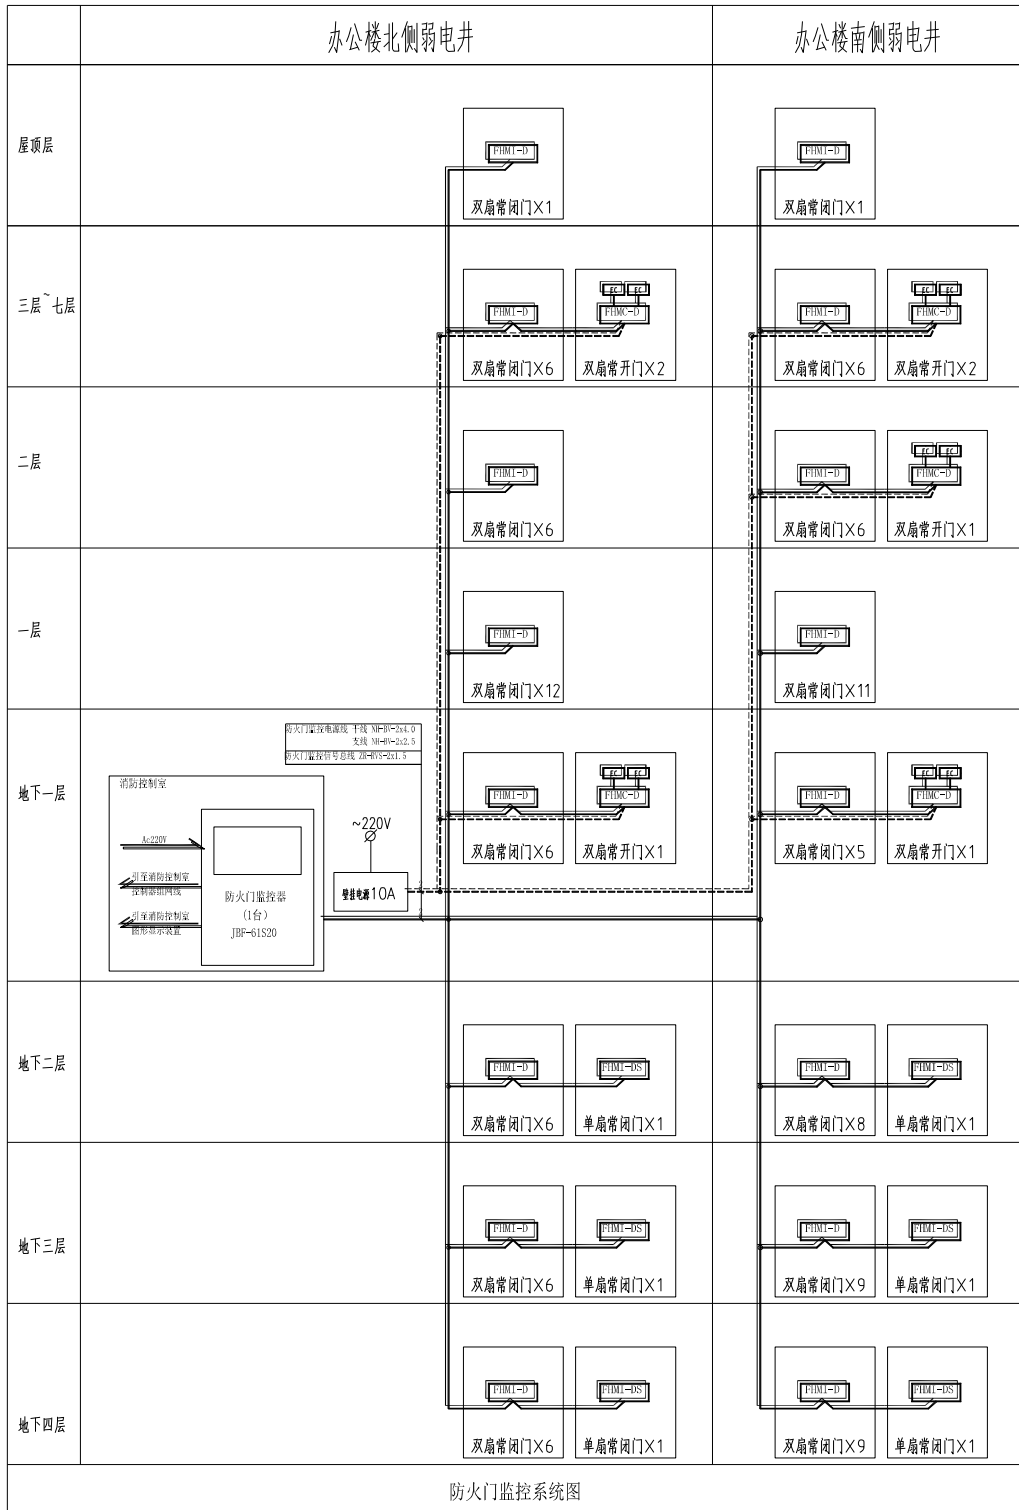 办公楼北侧弱电井
办公楼南侧弱电井
屋顶层
FHMI-D
双扇常闭门X1
FHMI-D
双扇常闭门X1
三层~七层
FHMI-D
双扇常闭门X6
FC FC
FHMC-D
双扇常开门X2
FHMI-D
双扇常闭门X6
FC FC
FHMC-D
双扇常开门X2
二层
FHMI-D
双扇常闭门X6
FHMI-D
双扇常闭门X6
FC FC
FHMC-D
双扇常开门X1
一层
FHMI-D
双扇常闭门X12
FHMI-D
双扇常闭门X11
地下一层
防火门监控电源线 干线 NH-BV-2x4.0
支线 NH-BV-2x2.5
防火门监控信号总线 ZR-RVS-2x1.5
消防控制室
Ac220V
引至消防控制室
控制器组网线
引至消防控制室
图形显示装置
防火门监控器
(1台)
JBF-61S20
~220V
壁挂电源10A
FHMI-D
双扇常闭门X6
FC FC
FHMC-D
双扇常开门X1
FHMI-D
双扇常闭门X5
FC FC
FHMC-D
双扇常开门X1
地下二层
FHMI-D
双扇常闭门X6
FHMI-DS
单扇常闭门X1
FHMI-D
双扇常闭门X8
FHMI-DS
单扇常闭门X1
地下三层
FHMI-D
双扇常闭门X6
FHMI-DS
单扇常闭门X1
FHMI-D
双扇常闭门X9
FHMI-DS
单扇常闭门X1
地下四层
FHMI-D
双扇常闭门X6
FHMI-DS
单扇常闭门X1
FHMI-D
双扇常闭门X9
FHMI-DS
单扇常闭门X1
防火门监控系统图